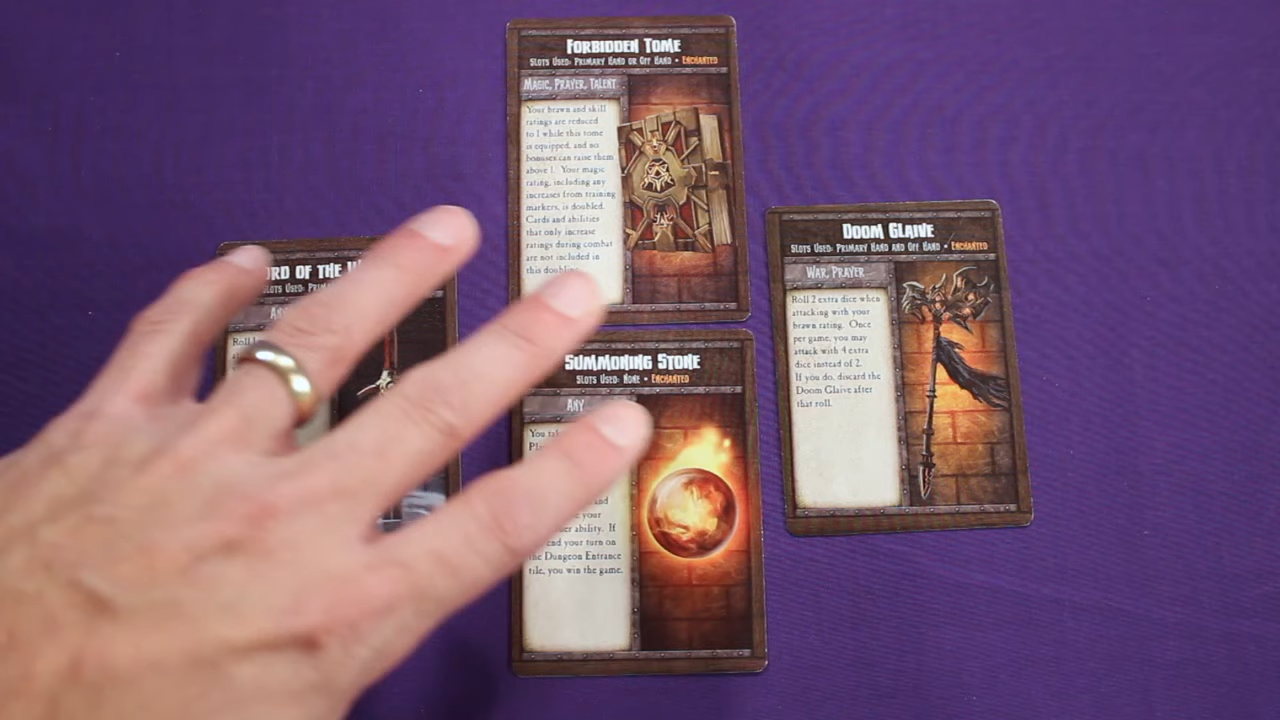 FORBIDDEN TOME
SLOTS USED: PRIMARY HAND OR OFF HAND • ENCHANTED
MAGIC, PRAYER, TALENT
Your brawn and skill
ratings are reduced
to 1 while this tome
is equipped, and no
bonuses can raise them
above 1. Your magic
rating, including any
increases from training
markers, is doubled.
Cards and abilities
that only increase
ratings during combat
are not included in
this
OF THE
SLOTS USED:
Roll
SUMMONING STONE
SLOTS USED: NONE • ENCHANTED
ANY
You
and
your
ability. If
end your turn on
the Dungeon Entrance
tile, you win the game.
DOOM GLAIVE
SLOTS USED: PRIMARY HAND AND OFF HAND • ENCHANTED
WAR, PRAYER
Roll 2 extra dice when
attacking with your
brawn rating. Once
per game, you may
attack with 4 extra
dice instead of 2.
If you do, discard the
Doom Glaive after
that roll.